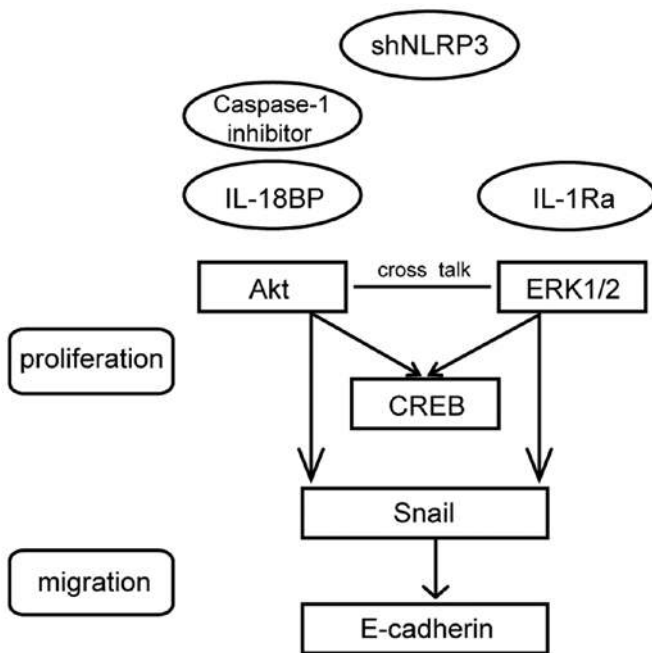 shNLRP3
Caspase-1
inhibitor
IL-18BP
IL-1Ra
Akt
cross talk
ERK1/2
proliferation
CREB
Snail
migration
E-cadherin